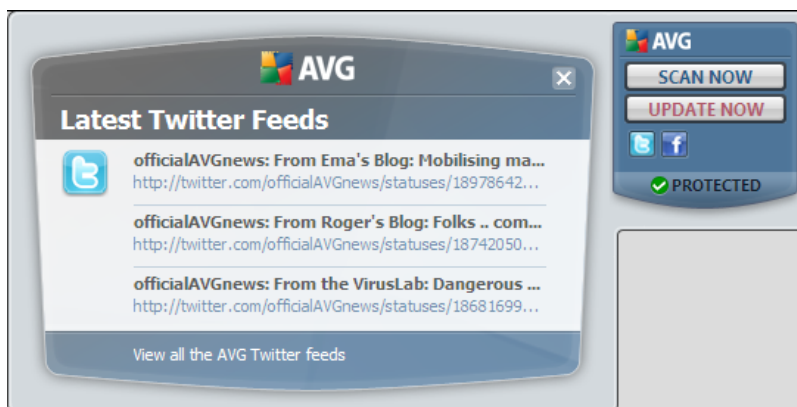 AVG
Latest Twitter Feeds
officialAVGnews: From Ema's Blog: Mobilising ma...
http://twitter.com/officialAVGnews/statuses/18978642...
officialAVGnews: From Roger's Blog: Folks .. com...
http://twitter.com/officialAVGnews/statuses/18742050...
officialAVGnews: From the VirusLab: Dangerous ...
http://twitter.com/officialAVGnews/statuses/18681699...
View all the AVG Twitter feeds
AVG
SCAN NOW
UPDATE NOW
PROTECTED